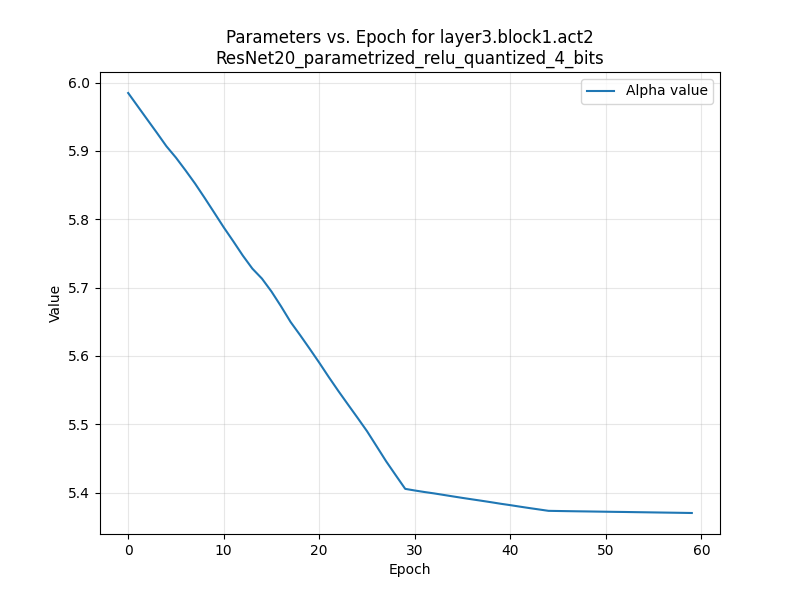 Parameters vs. Epoch for layer3.block1.act2
ResNet20_parametrized_relu_quantized_4_bits
Alpha value
6.0
5.9
5.8
5.7
5.6
5.5
5.4
Value
0 10 20 30 40 50 60
Epoch